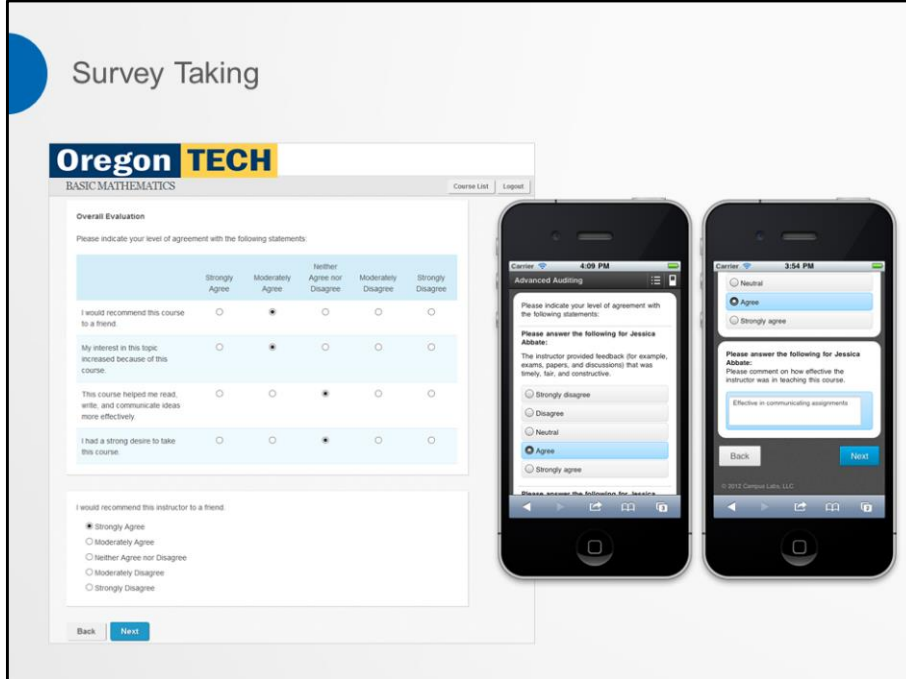 Survey Taking
Oregon TECH
BASIC MATHEMATICS
Course List
Logout
Overall Evaluation
Please indicate your level of agreement with the following statements:
Strongly Agree
Moderately Agree
Neither Agree nor Disagree
Moderately Disagree
Strongly Disagree
I would recommend this course
to a friend.
My interest in this topic
increased because of this
course.
This course helped me read,
write, and communicate ideas
more effectively.
I had a strong desire to take
this course.
I would recommend this instructor to a friend.
Strongly Agree
Moderately Agree
Neither Agree nor Disagree
Moderately Disagree
Strongly Disagree
Back
Next
Carrier
4:09 PM
Advanced Auditing
Please indicate your level of agreement with
the following statements:
Please answer the following for Jessica
Abbate:
The instructor provided feedback (for example,
exams, papers, and discussions) that was
timely, fair, and constructive.
Strongly disagree
Disagree
Neutral
Agree
Strongly agree
Please answer the following for Jessica
Carrier
3:54 PM
Neutral
Agree
Strongly agree
Please answer the following for Jessica
Abbate:
Please comment on how effective the
instructor was in teaching this course.
Effective in communicating assignments
Back
Next
© 2012 Campus Labs, LLC